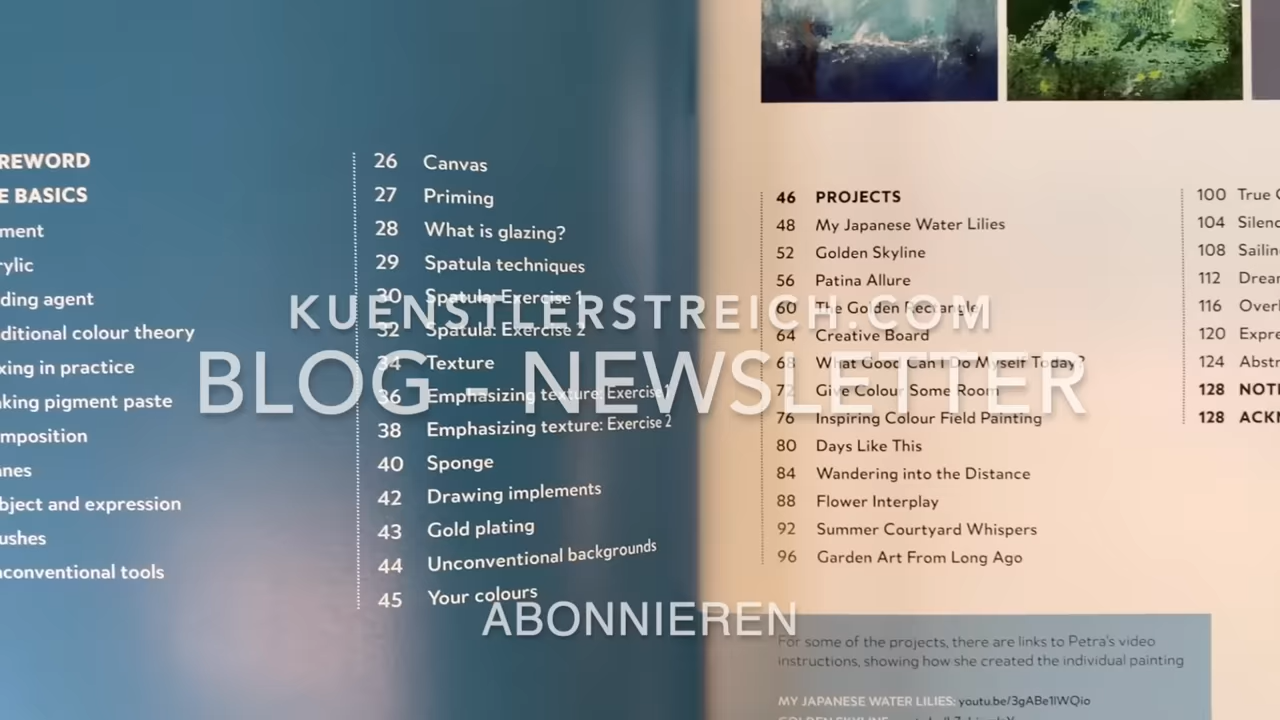 REWORD
E BASICS
ment
rylic
ding agent
ditional colour theory
xing in practice
king pigment paste
mposition
nes
bject and expression
ushes
conventional tools
26 Canvas
27 Priming
28 What is glazing?
29 Spatula techniques
30 Spatula: Exercise 1
32 Spatula: Exercise 2
34 Texture
36 Emphasizing texture: Exercise 1
38 Emphasizing texture: Exercise 2
40 Sponge
42 Drawing implements
43 Gold plating
44 Unconventional backgrounds
45 Your colours
KUENSTLERSTREICH.COM
BLOG - NEWSLETTER
ABONNIEREN
46 PROJECTS
48 My Japanese Water Lilies
52 Golden Skyline
56 Patina Allure
60 The Golden Rectangle
64 Creative Board
68 What Good Can I Do Myself Today?
72 Give Colour Some Room
76 Inspiring Colour Field Painting
80 Days Like This
84 Wandering into the Distance
88 Flower Interplay
92 Summer Courtyard Whispers
96 Garden Art From Long Ago
100 True
104 Silenc
108 Sailin
112 Drea
116 Over
120 Expre
124 Abstr
128 NOT
128 ACK
For some of the projects, there are links to Petra's video
instructions, showing how she created the individual painting
MY JAPANESE WATER LILIES: youtu.be/3gABe1lWQio